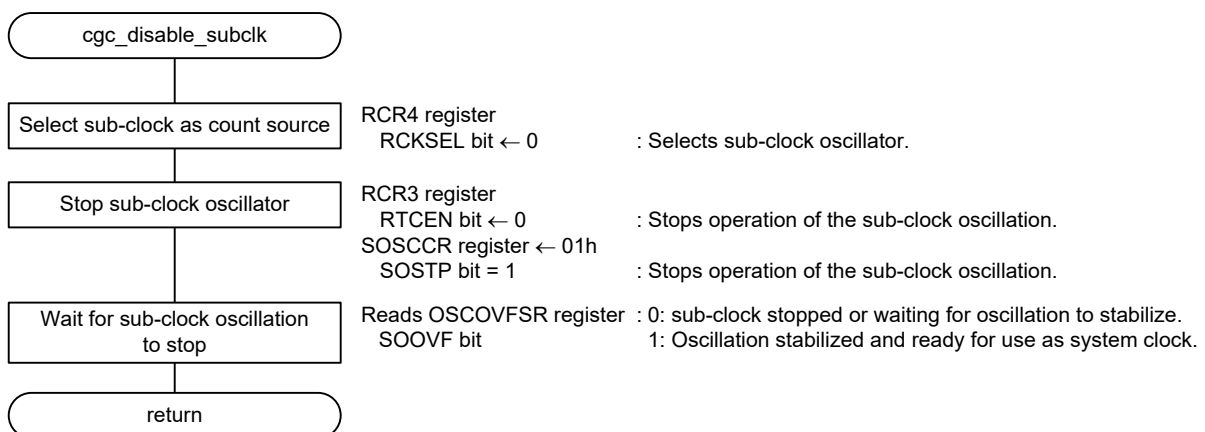 cgc_disable_subclk
Select sub-clock as count source
RCR4 register
RCKSEL bit ← 0 : Selects sub-clock oscillator.
Stop sub-clock oscillator
RCR3 register
RTCEN bit ← 0 : Stops operation of the sub-clock oscillation.
SOSCCR register ← 01h
SOSTP bit = 1 : Stops operation of the sub-clock oscillation.
Wait for sub-clock oscillation
to stop
Reads OSCOVFSR register : 0: sub-clock stopped or waiting for oscillation to stabilize.
SOOVF bit 1: Oscillation stabilized and ready for use as system clock.
return